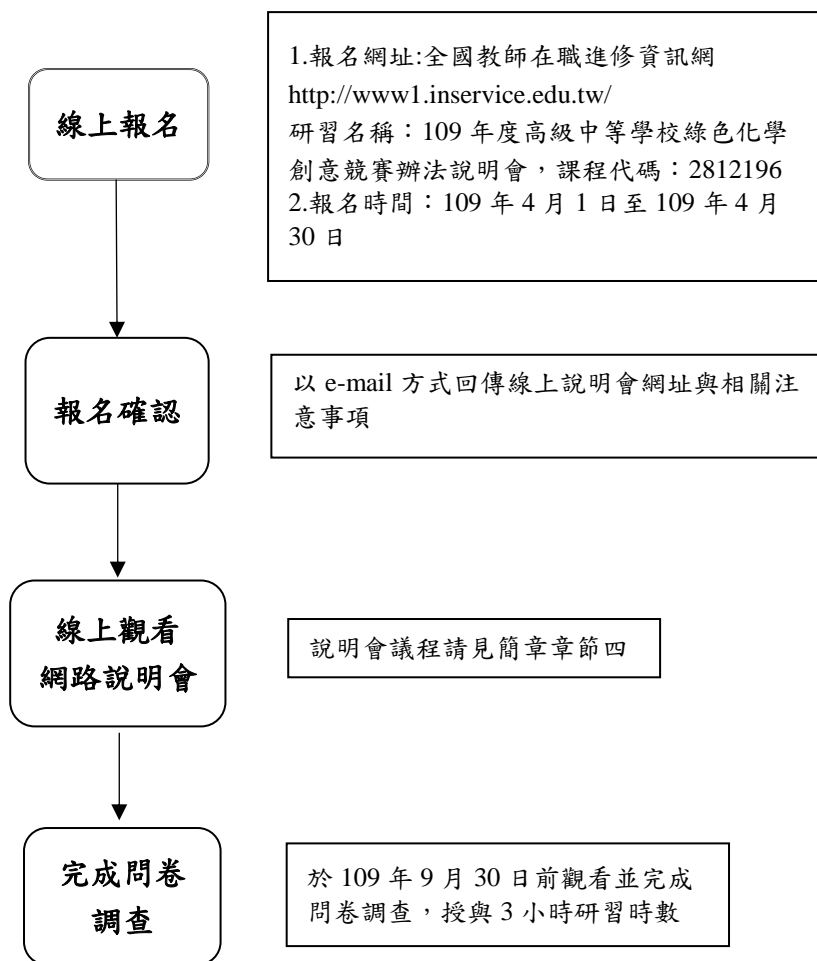 線上報名
1.報名網址:全國教師在職進修資訊網
http://www1.inservice.edu.tw/
研習名稱：109 年度高級中等學校綠色化學
創意競賽辦法說明會，課程代碼：2812196
2.報名時間：109 年 4 月 1 日至 109 年 4 月
30 日
報名確認
以 e-mail 方式回傳線上說明會網址與相關注
意事項
線上觀看
網路說明會
說明會議程請見簡章章節四
完成問卷
調查
於 109 年 9 月 30 日前觀看並完成
問卷調查，授與 3 小時研習時數